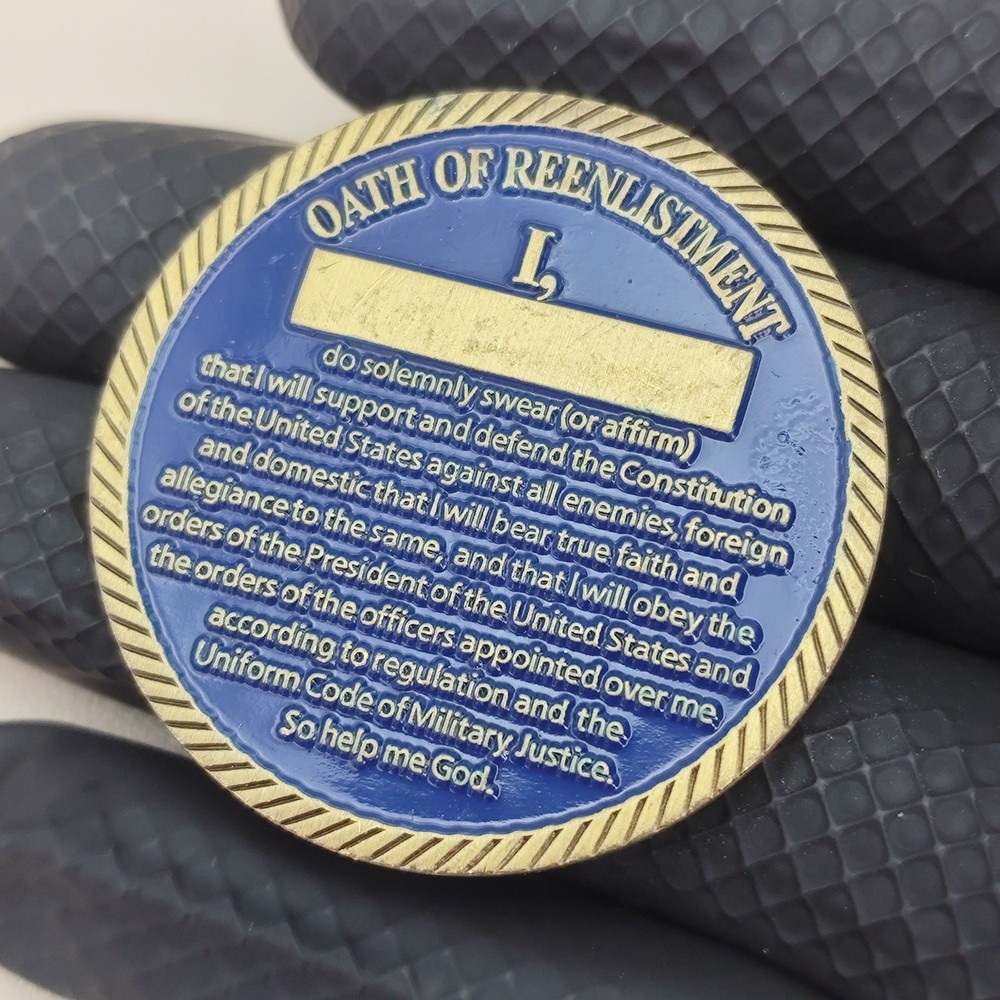 OATH OF REENLISTMENT
I,
do solemnly swear (or affirm)
that I will support and defend the Constitution
of the United States against all enemies, foreign
and domestic that I will bear true faith and
allegiance to the same, and that I will obey the
orders of the President of the United States and
the orders of the officers appointed over me
according to regulation and the
Uniform Code of Military Justice.
So help me God.